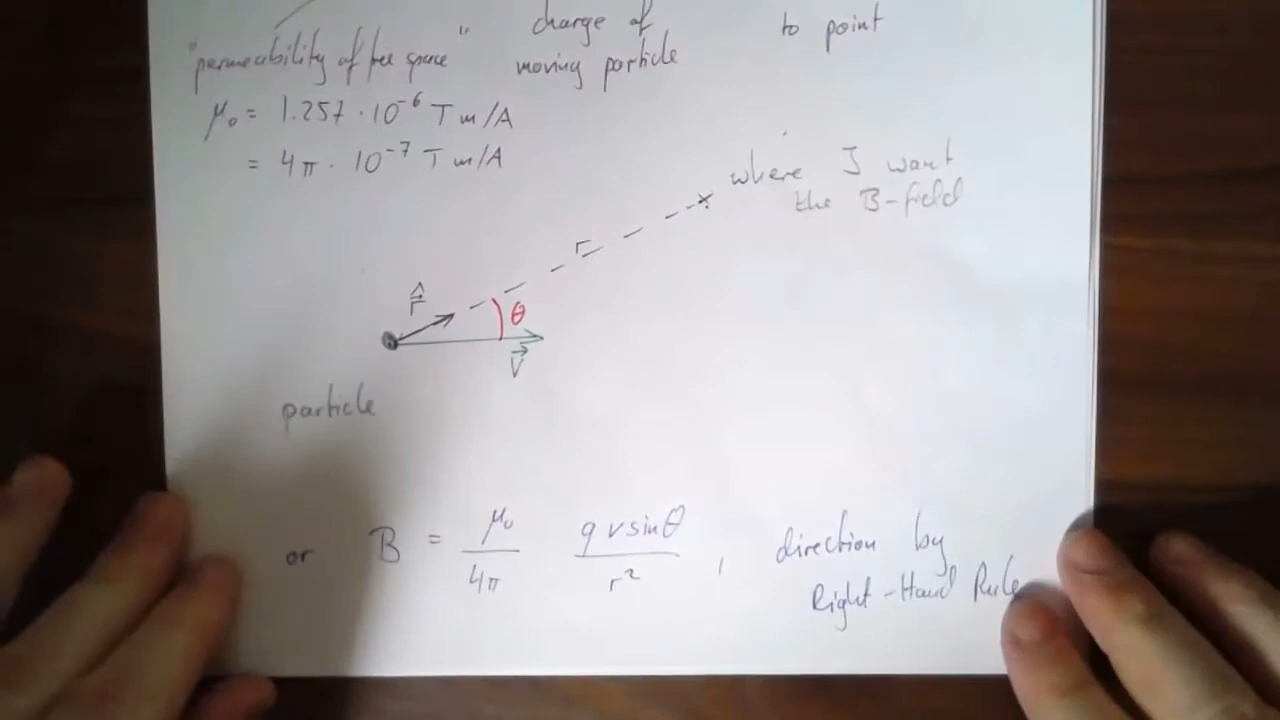 charge of
to point
"permeability of free space"
moving particle
μ₀ = 1.257 · 10⁻⁶ T m/A
= 4π · 10⁻⁷ T m/A
where I want
the B-field
r
r̂
θ
v⃗
particle
or B = μ₀/4π q v sinθ/r² , direction by
Right-Hand Rule